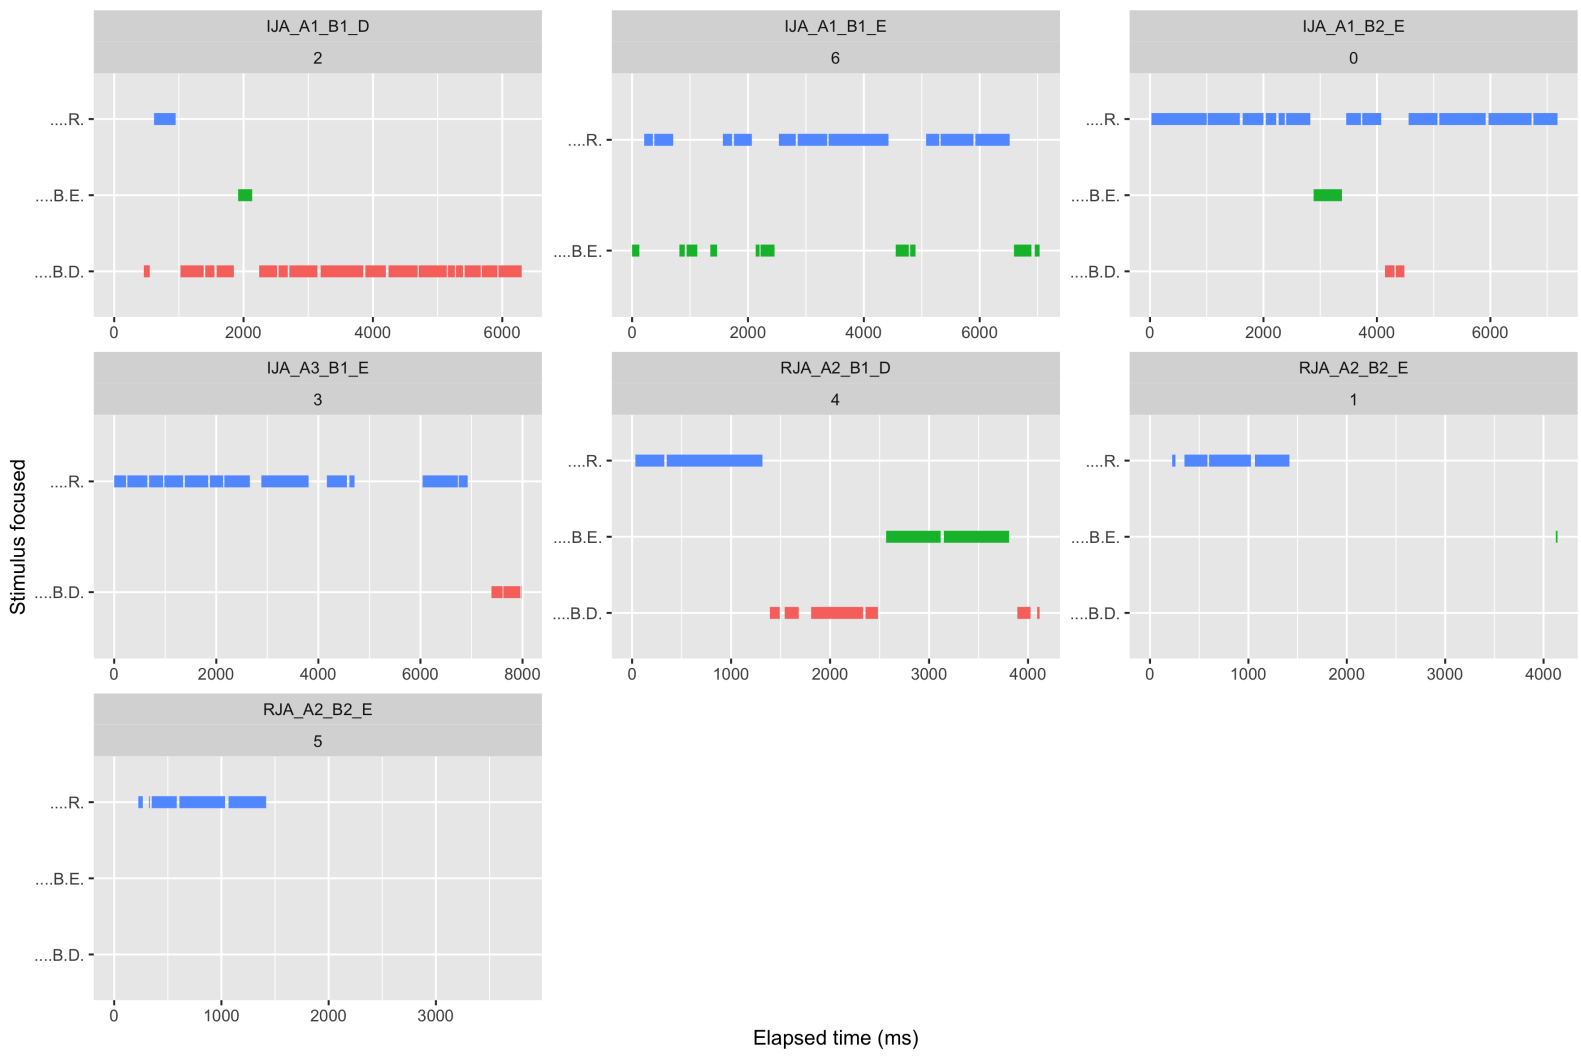 IJA_A1_B1_D
2
....R.
....B.E.
....B.D.
0 2000 4000 6000
IJA_A1_B1_E
6
....R.
....B.E.
0 2000 4000 6000
IJA_A1_B2_E
0
....R.
....B.E.
....B.D.
0 2000 4000 6000
IJA_A3_B1_E
3
....R.
....B.D.
0 2000 4000 6000 8000
RJA_A2_B1_D
4
....R.
....B.E.
....B.D.
0 1000 2000 3000 4000
RJA_A2_B2_E
1
....R.
....B.E.
....B.D.
0 1000 2000 3000 4000
RJA_A2_B2_E
5
....R.
....B.E.
....B.D.
0 1000 2000 3000
Stimulus focused
Elapsed time (ms)